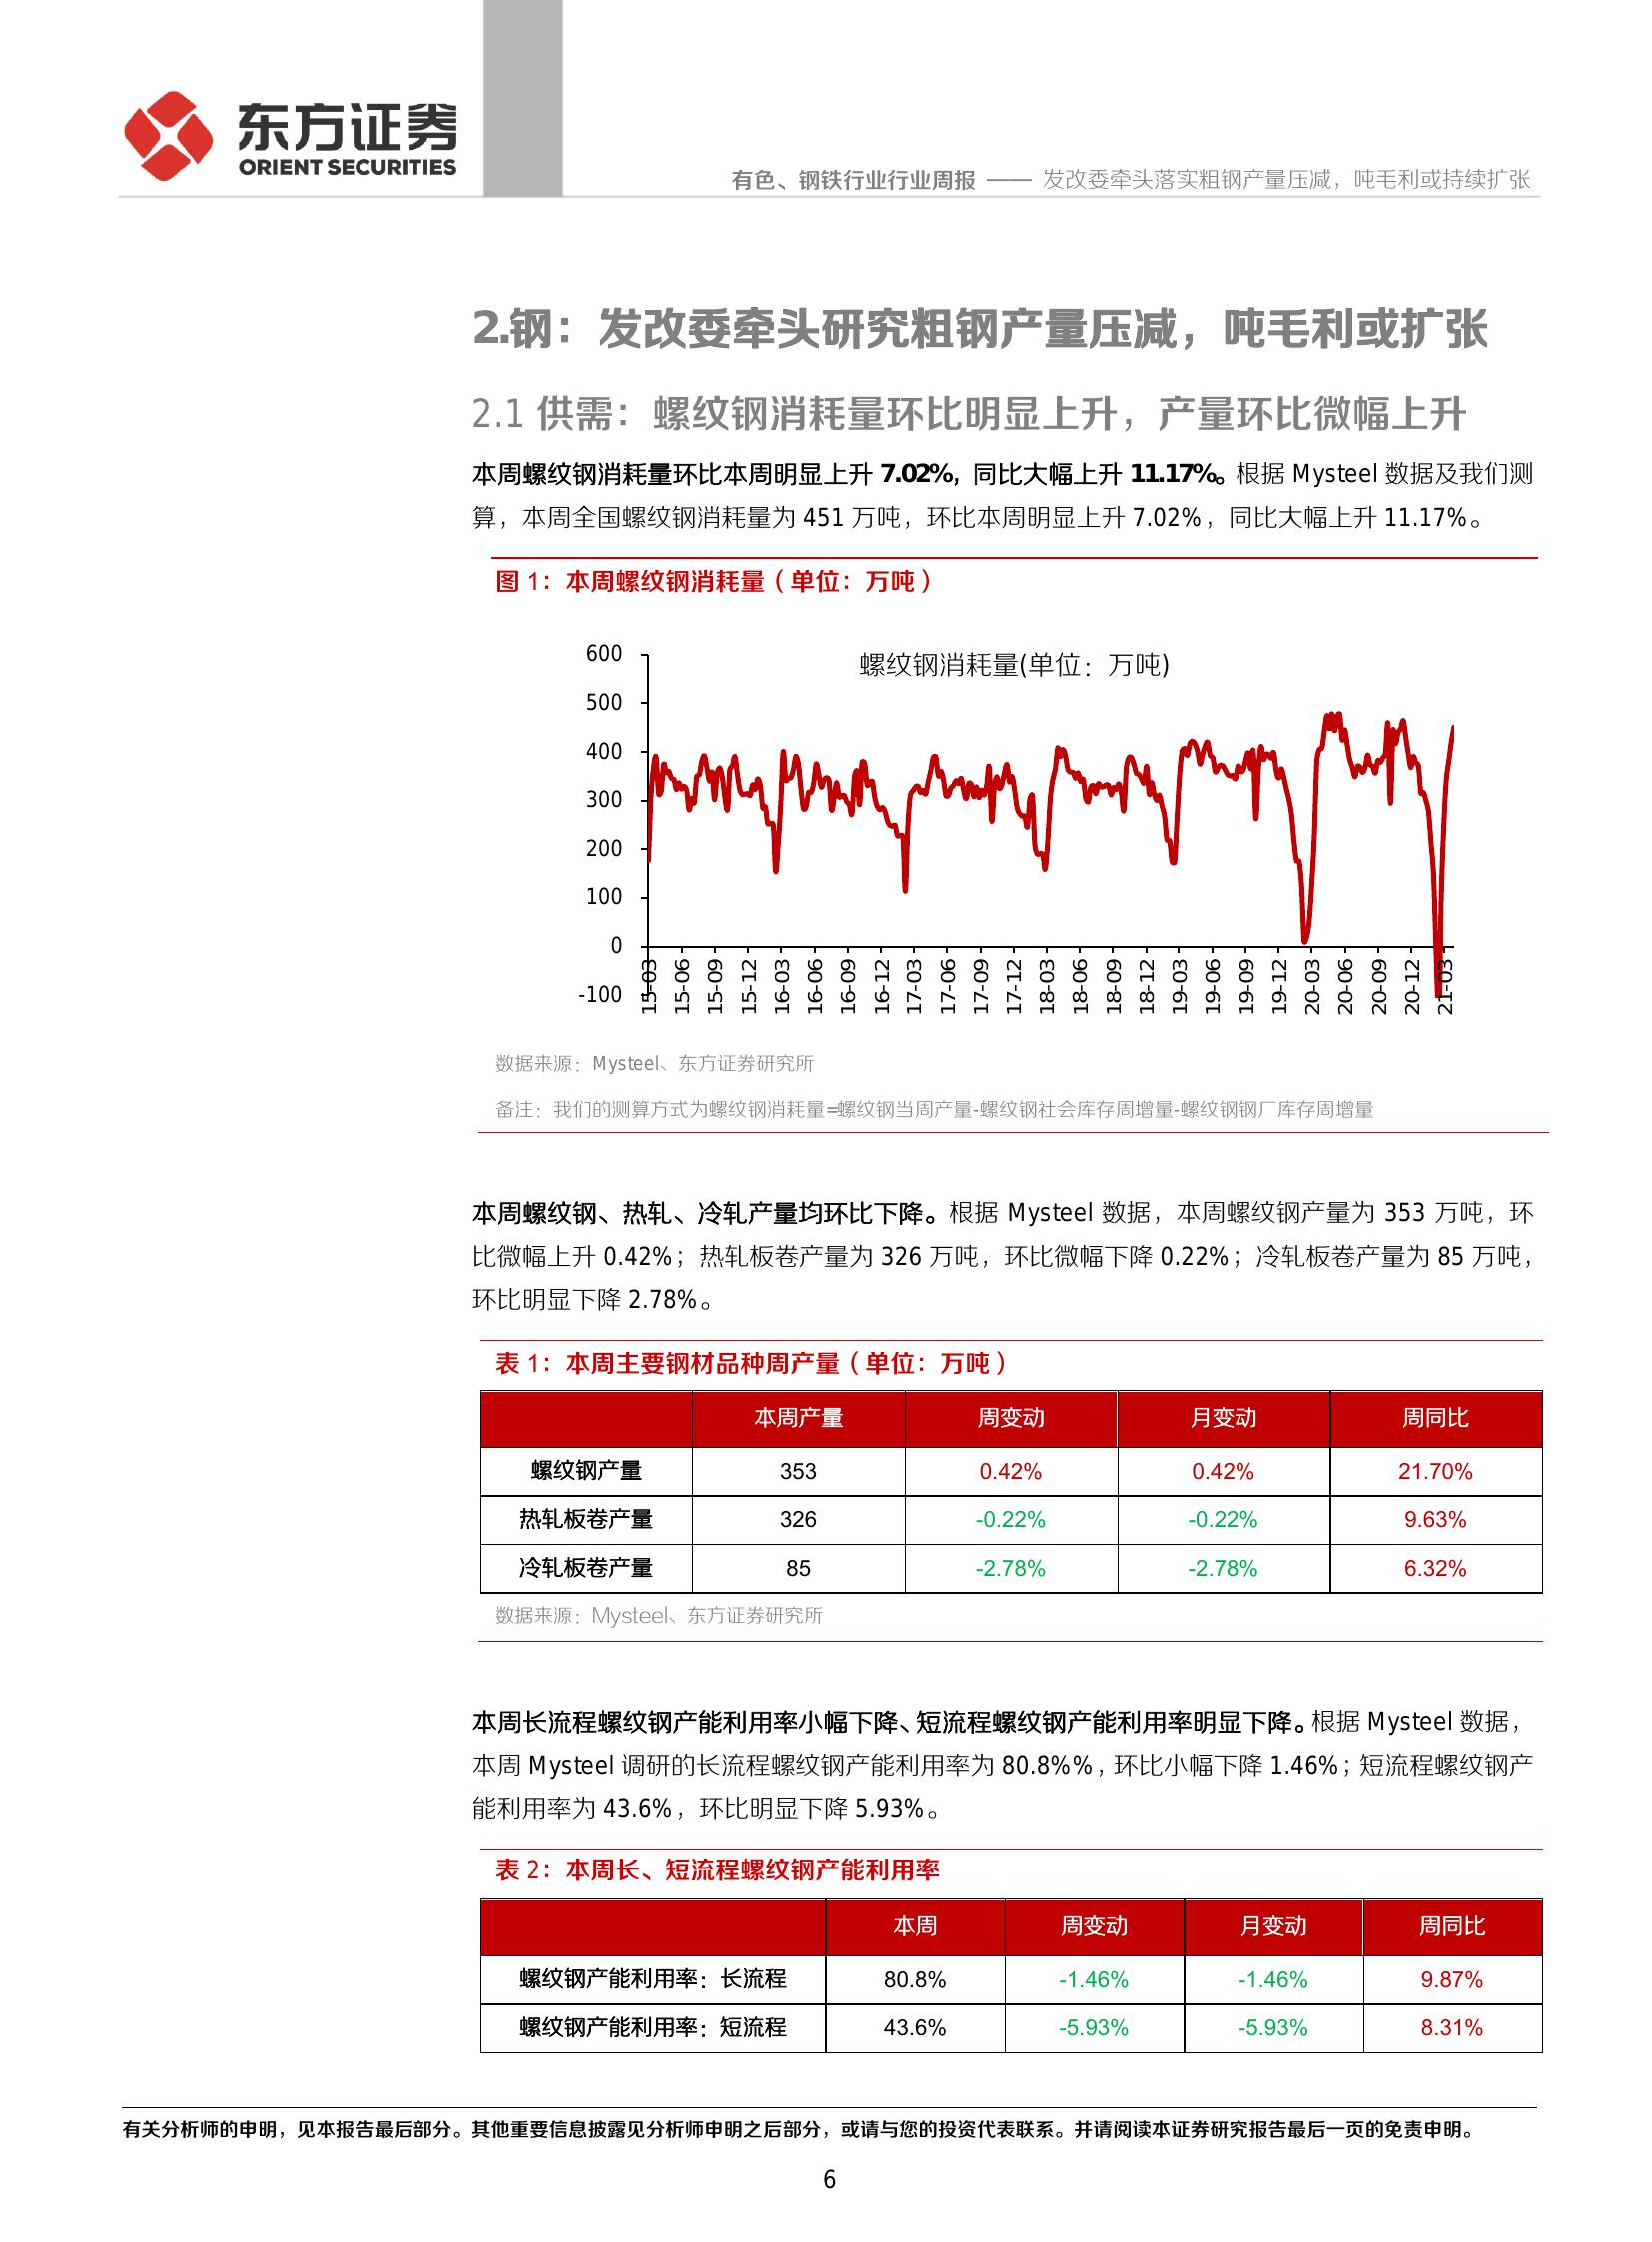 东方证券
ORIENT SECURITIES
有色、钢铁行业行业周报 —— 发改委牵头落实粗钢产量压减，吨毛利或持续扩张
2.钢：发改委牵头研究粗钢产量压减，吨毛利或扩张
2.1 供需：螺纹钢消耗量环比明显上升，产量环比微幅上升
本周螺纹钢消耗量环比本周明显上升 7.02%，同比大幅上升 11.17%。根据 Mysteel 数据及我们测
算，本周全国螺纹钢消耗量为 451 万吨，环比本周明显上升 7.02%，同比大幅上升 11.17%。
图 1：本周螺纹钢消耗量（单位：万吨）
螺纹钢消耗量(单位：万吨)
600
500
400
300
200
100
0
-100
15-03 15-06 15-09 15-12 16-03 16-06 16-09 16-12 17-03 17-06 17-09 17-12 18-03 18-06 18-09 18-12 19-03 19-06 19-09 19-12 20-03 20-06 20-09 20-12 21-03
数据来源：Mysteel、东方证券研究所
备注：我们的测算方式为螺纹钢消耗量=螺纹钢当周产量-螺纹钢社会库存周增量-螺纹钢钢厂库存周增量
本周螺纹钢、热轧、冷轧产量均环比下降。根据 Mysteel 数据，本周螺纹钢产量为 353 万吨，环
比微幅上升 0.42%；热轧板卷产量为 326 万吨，环比微幅下降 0.22%；冷轧板卷产量为 85 万吨，
环比明显下降 2.78%。
表 1：本周主要钢材品种周产量（单位：万吨）
本周产量 周变动 月变动 周同比
螺纹钢产量 353 0.42% 0.42% 21.70%
热轧板卷产量 326 -0.22% -0.22% 9.63%
冷轧板卷产量 85 -2.78% -2.78% 6.32%
数据来源：Mysteel、东方证券研究所
本周长流程螺纹钢产能利用率小幅下降、短流程螺纹钢产能利用率明显下降。根据 Mysteel 数据，
本周 Mysteel 调研的长流程螺纹钢产能利用率为 80.8%%，环比小幅下降 1.46%；短流程螺纹钢产
能利用率为 43.6%，环比明显下降 5.93%。
表 2：本周长、短流程螺纹钢产能利用率
本周 周变动 月变动 周同比
螺纹钢产能利用率：长流程 80.8% -1.46% -1.46% 9.87%
螺纹钢产能利用率：短流程 43.6% -5.93% -5.93% 8.31%
有关分析师的申明，见本报告最后部分。其他重要信息披露见分析师申明之后部分，或请与您的投资代表联系。并请阅读本证券研究报告最后一页的免责申明。
6